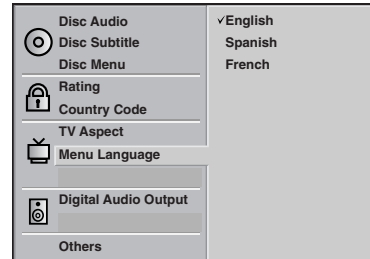 Disc Audio
Disc Subtitle
Disc Menu
Rating
Country Code
TV Aspect
Menu Language
Digital Audio Output
Others
✓English
Spanish
French